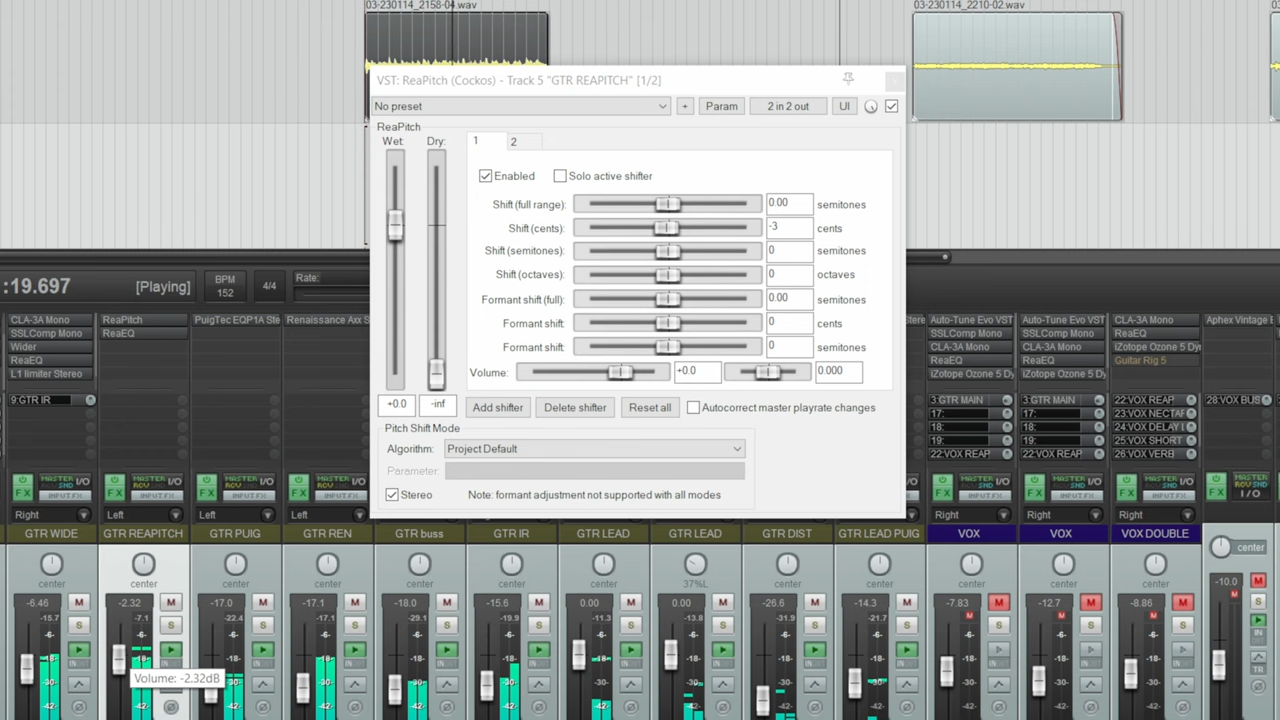 03-230114_2158-04.wav
03-230114_2210-02.wav
VST: ReaPitch (Cockos) - Track 5 "GTR REAPITCH" [1/2]
No preset
+
Param
2 in 2 out
UI
ReaPitch
Wet:
Dry:
1
2
Enabled
Solo active shifter
Shift (full range): 0.00 semitones
Shift (cents): -3 cents
Shift (semitones): 0 semitones
Shift (octaves): 0 octaves
Formant shift (full): 0.00 semitones
Formant shift: 0 cents
Formant shift: 0 semitones
Volume: +0.0 0.000
+0.0 -inf Add shifter Delete shifter Reset all Autocorrect master playrate changes
Pitch Shift Mode
Algorithm: Project Default
Parameter:
Stereo Note: formant adjustment not supported with all modes
:19.697 [Playing] BPM 152 4/4 Rate:
CLA-3A Mono
SSLComp Mono
Wider
ReaEQ
L1 limiter Stereo
9:GTR IR
ReaPitch
ReaEQ
PuigTec EQP1A Ste
Renaissance Axx S
Auto-Tune Evo VST
SSLComp Mono
CLA-3A Mono
ReaEQ
iZotope Ozone 5 Dy
3:GTR MAIN
17:
18:
19:
22:VOX REAP
Auto-Tune Evo VST
SSLComp Mono
CLA-3A Mono
ReaEQ
iZotope Ozone 5 Dy
3:GTR MAIN
17:
18:
19:
22:VOX REAP
CLA-3A Mono
ReaEQ
iZotope Ozone 5 Dy
Guitar Rig 5
22:VOX REAP
23:VOX NECTAR
24:VOX DELAY L
25:VOX SHORT
26:VOX VERB
Aphex Vintage E
28:VOX BUS
Right Left Left Left Right Right Right
GTR WIDE GTR REAPITCH GTR PUIG GTR REN GTR buss GTR IR GTR LEAD GTR LEAD GTR DIST GTR LEAD PUIG VOX VOX VOX DOUBLE
center center center center center center center 37%L center center center center center center
-6.46 -2.32 -17.0 -17.1 -18.0 -15.6 0.00 0.00 -26.6 -14.3 -7.83 -12.7 -8.86 -10.0
Volume: -2.32dB